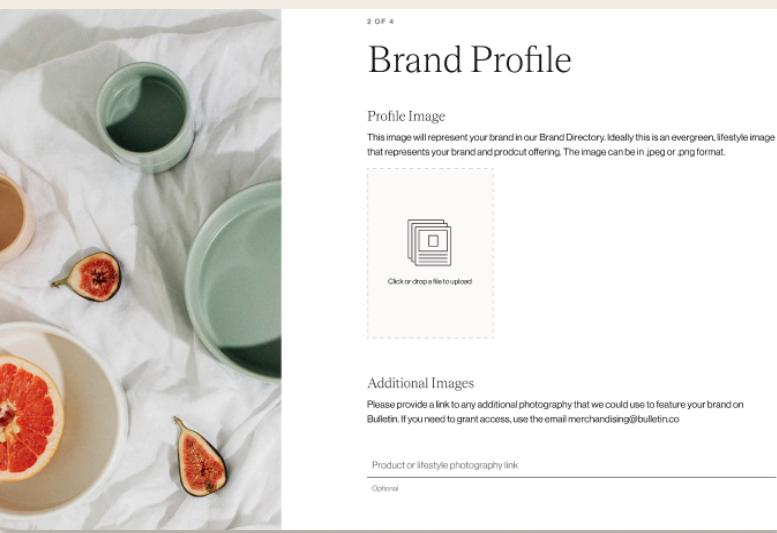 2 OF 4
Brand Profile
Profile Image
This image will represent your brand in our Brand Directory. Ideally this is an evergreen, lifestyle image
that represents your brand and prodcut offering. The image can be in .jpeg or .png format.
Click or drop a file to upload
Additional Images
Please provide a link to any additional photography that we could use to feature your brand on
Bulletin. If you need to grant access, use the email merchandising@bulletin.co
Product or lifestyle photography link
Optional